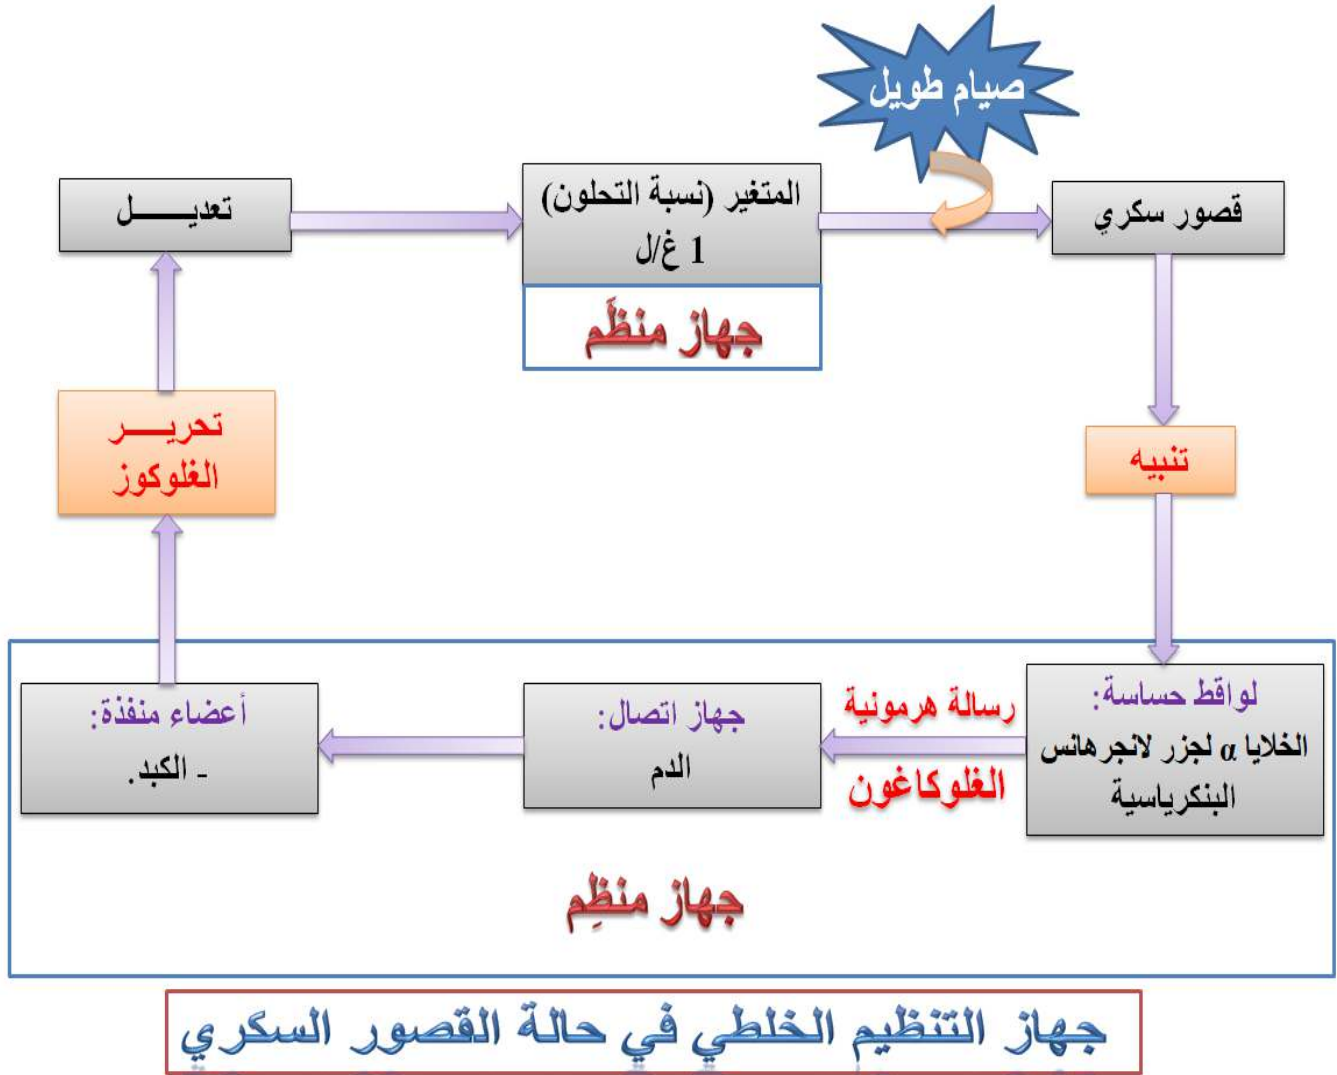 صيام طويل
المتغير (نسبة التحلون)
1 غ/ل
جهاز منظَّم
قصور سكري
تنبيه
لواقط حساسة:
الخلايا α لجزر لانجرهانس
البنكرياسية
رسالة هرمونية
الغلوكاغون
جهاز اتصال:
الدم
أعضاء منفذة:
- الكبد.
تحريـــــر
الغلوكوز
تعديـــــل
جهاز منظِم
جهاز التنظيم الخلطي في حالة القصور السكري